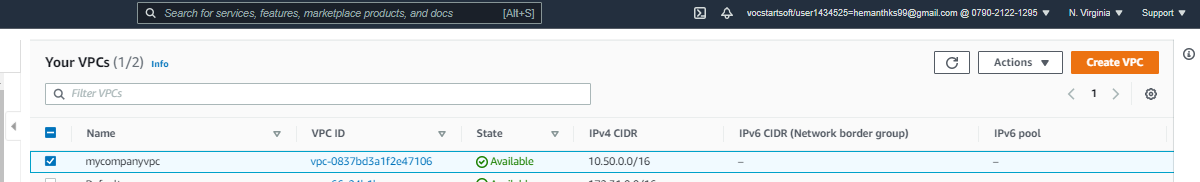 Search for services, features, marketplace products, and docs [Alt+S] vocstartsoft/user1434525=hemanthks99@gmail.com @ 0790-2122-1295 N. Virginia Support
Your VPCs (1/2) Info Actions Create VPC
Filter VPCs 1
Name VPC ID State IPv4 CIDR IPv6 CIDR (Network border group) IPv6 pool
mycompanyvpc vpc-0837bd3a1f2e47106 Available 10.50.0.0/16 – –